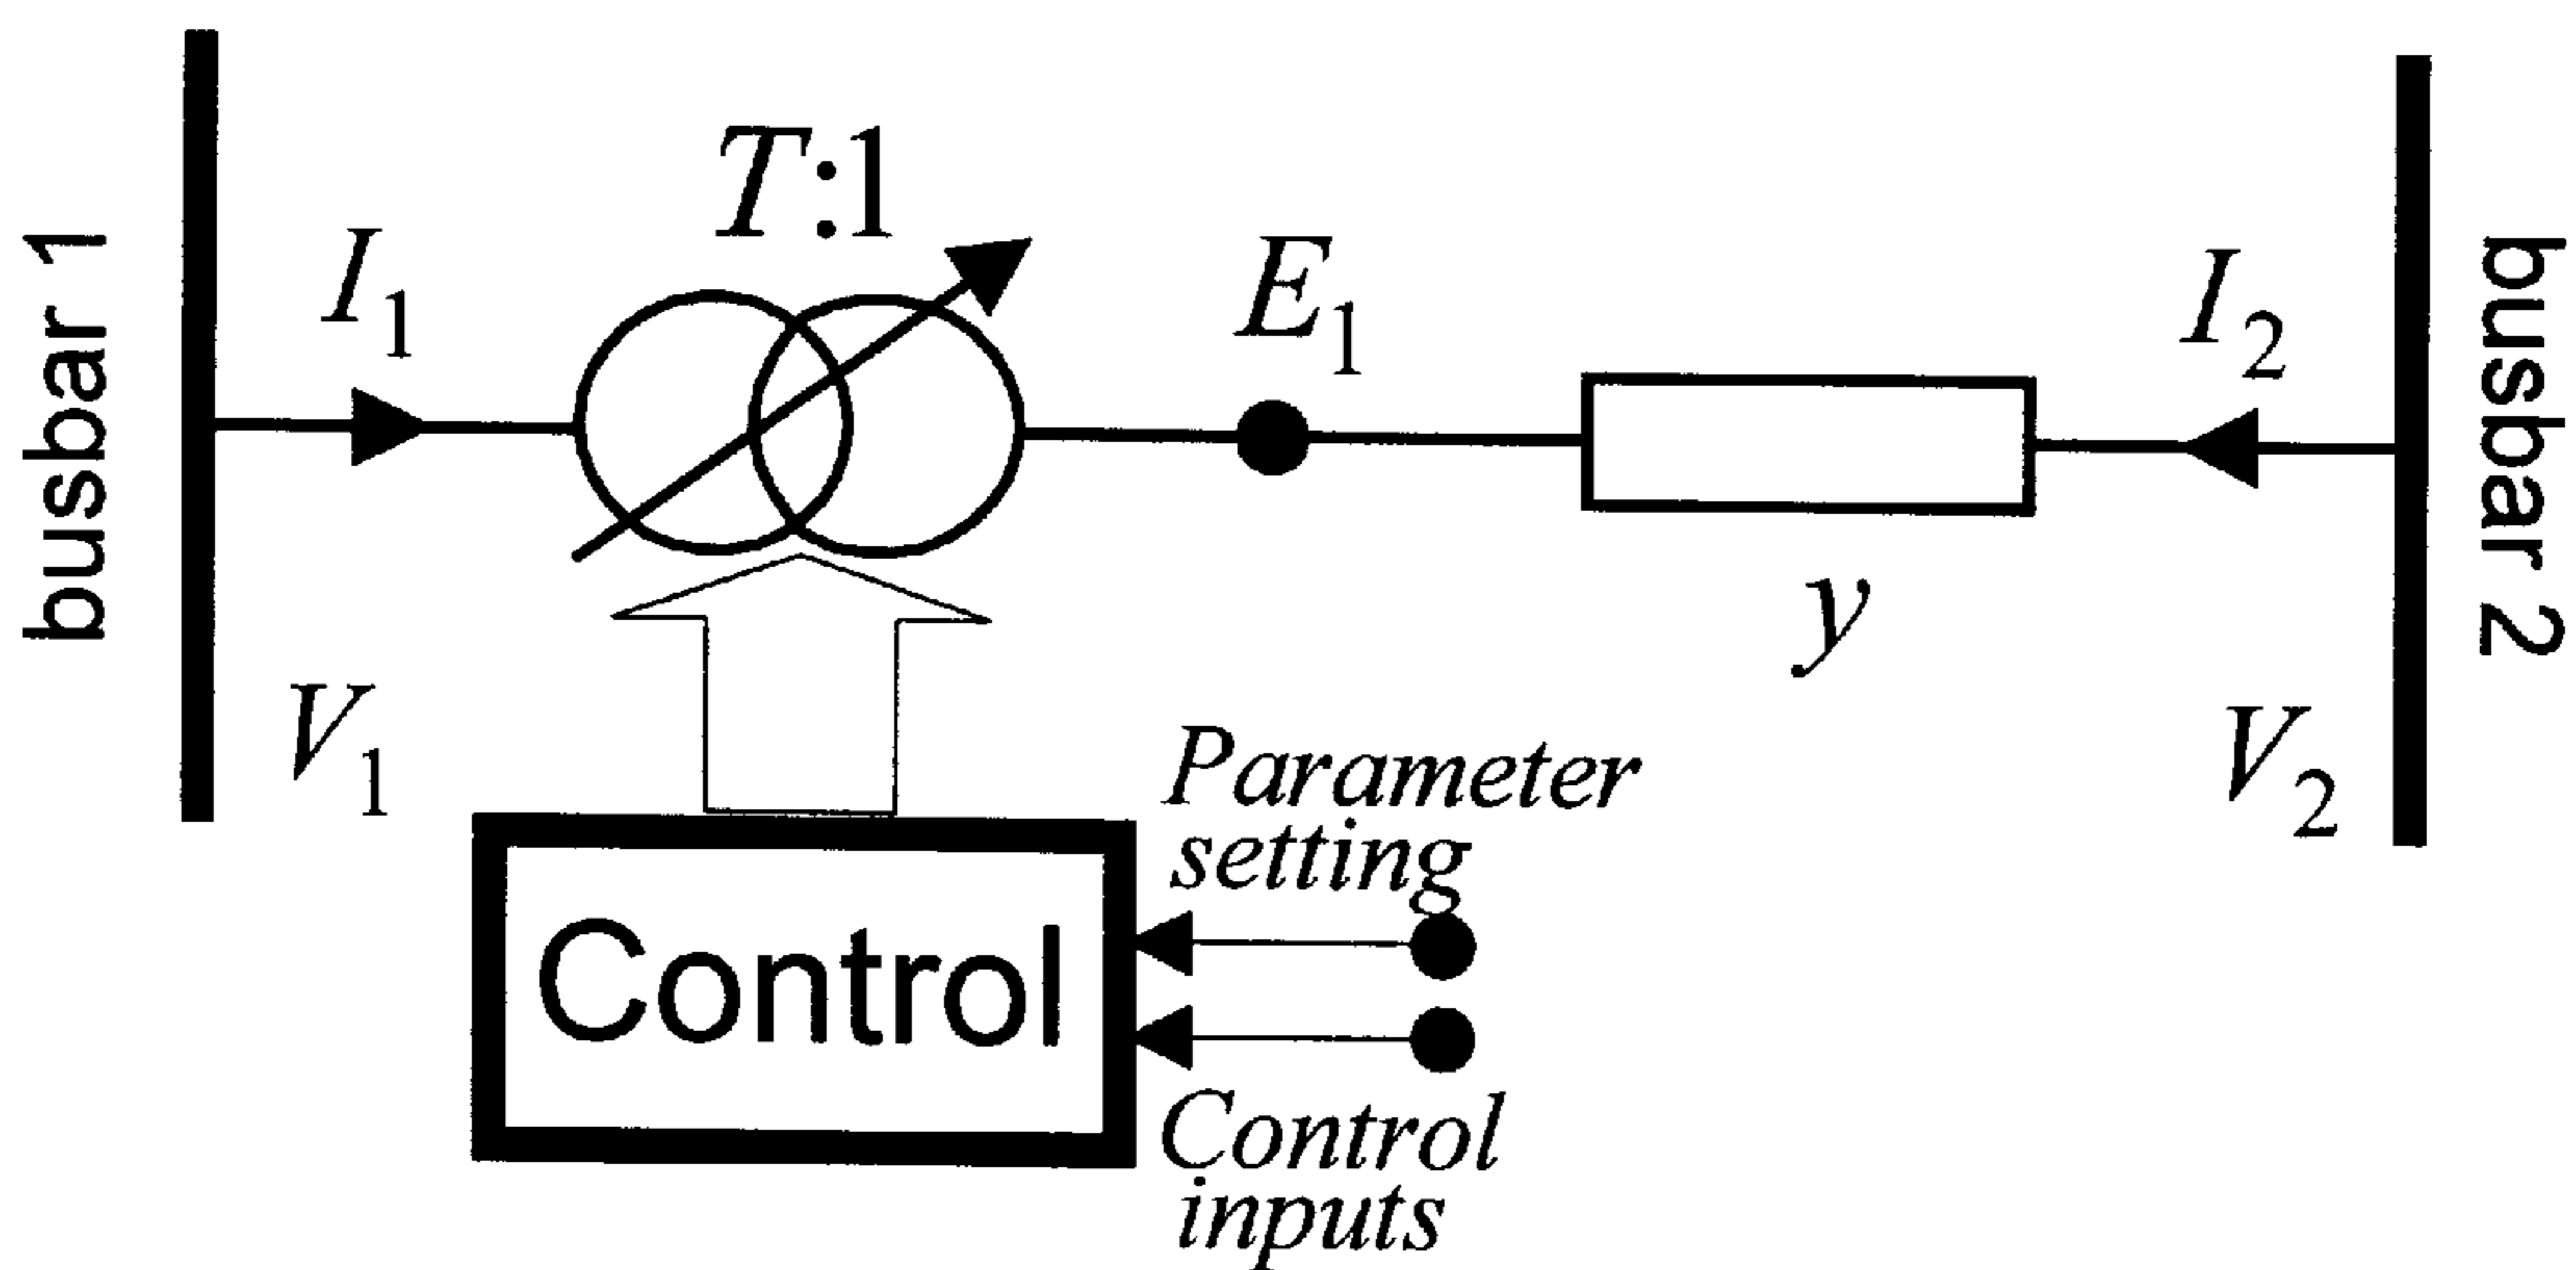 busbar 1
I1
T:1
E1
I2
busbar 2
y
V1
V2
Parameter
setting
Control
Control
inputs